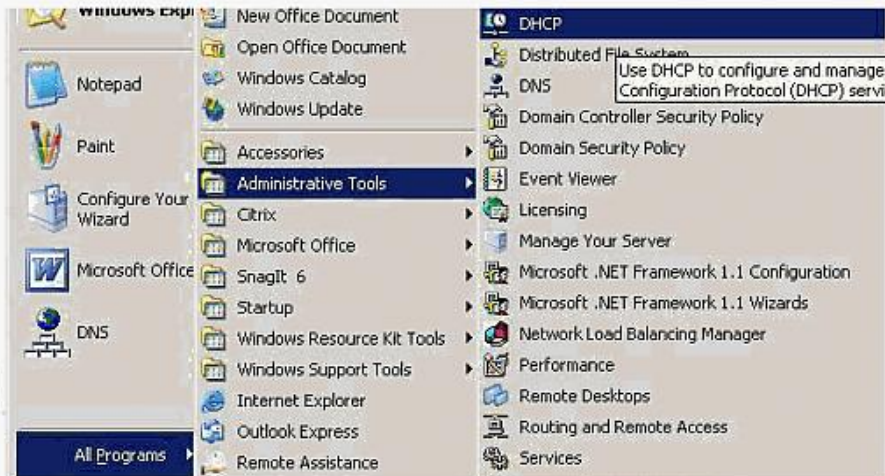 Windows Expl
Notepad
Paint
Configure Your
Wizard
Microsoft Office
DNS
All Programs
New Office Document
Open Office Document
Windows Catalog
Windows Update
Accessories
Administrative Tools
Citrix
Microsoft Office
SnagIt 6
Startup
Windows Resource Kit Tools
Windows Support Tools
Internet Explorer
Outlook Express
Remote Assistance
DHCP
Distributed File System
Use DHCP to configure and manage
Configuration Protocol (DHCP) servi
DNS
Domain Controller Security Policy
Domain Security Policy
Event Viewer
Licensing
Manage Your Server
Microsoft .NET Framework 1.1 Configuration
Microsoft .NET Framework 1.1 Wizards
Network Load Balancing Manager
Performance
Remote Desktops
Routing and Remote Access
Services